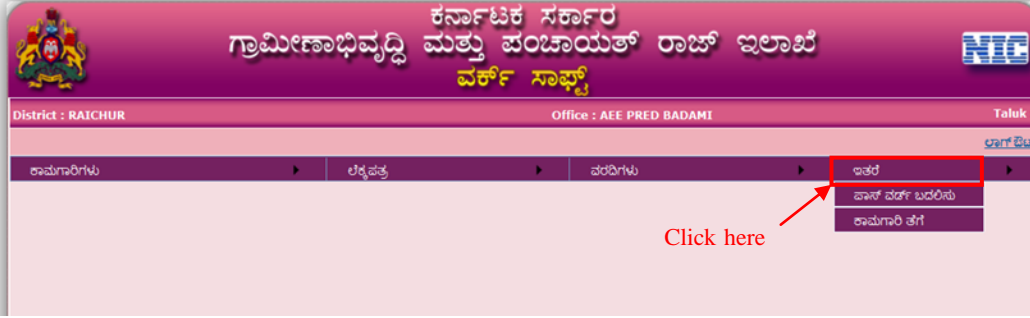 ಕರ್ನಾಟಕ ಸರ್ಕಾರ
ಗ್ರಾಮೀಣಾಭಿವೃದ್ಧಿ ಮತ್ತು ಪಂಚಾಯತ್ ರಾಜ್ ಇಲಾಖೆ
ವರ್ಕ್ ಸಾಫ್ಟ್
NIC
District : RAICHUR Office : AEE PRED BADAMI Taluk
ಲಾಗ್ ಔಟ
ಕಾಮಗಾರಿಗಳು ಲೆಕ್ಕಪತ್ರ ವರದಿಗಳು ಇತರೆ
ಪಾಸ್ ವರ್ಡ್ ಬದಲಿಸು
ಕಾಮಗಾರಿ ತೆಗೆ
Click here